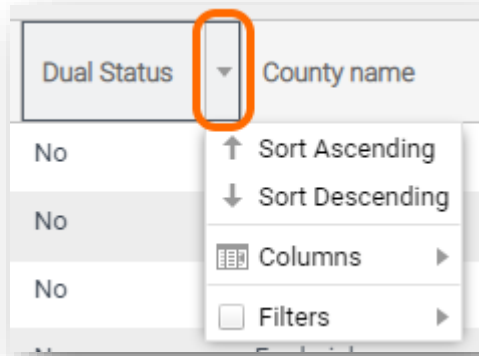 Dual Status County name
No
Sort Ascending
Sort Descending
No
Columns
No
Filters